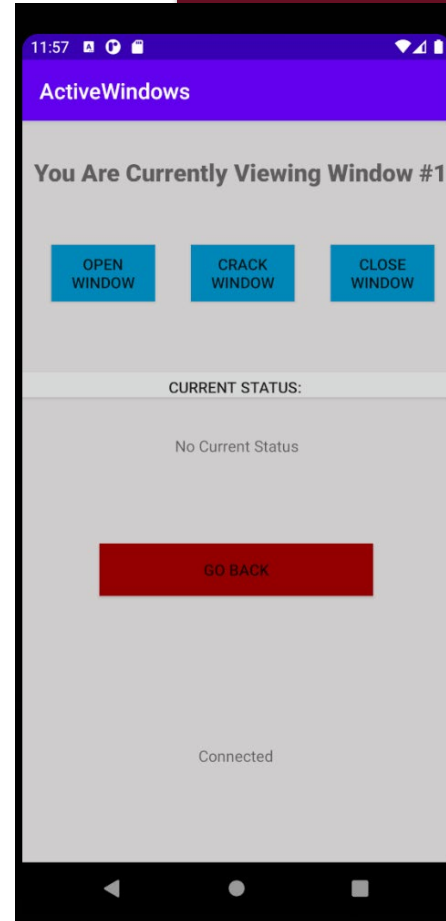 11:57
ActiveWindows
You Are Currently Viewing Window #1
OPEN WINDOW
CRACK WINDOW
CLOSE WINDOW
CURRENT STATUS:
No Current Status
GO BACK
Connected